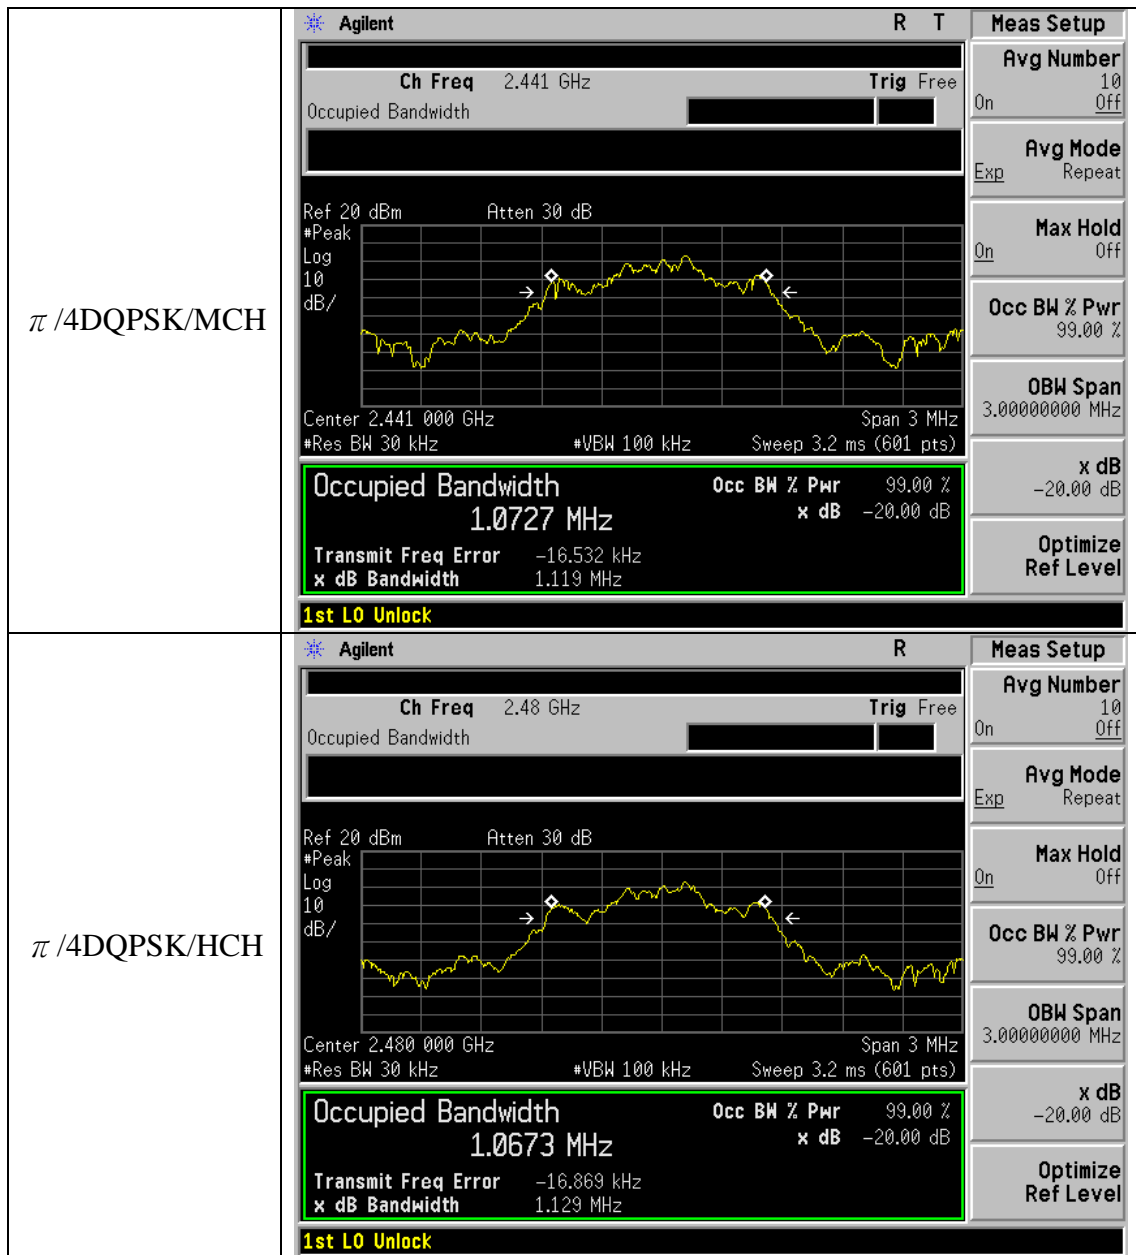 π/4DQPSK/MCH
Agilent R T
Ch Freq 2.441 GHz Trig Free
Occupied Bandwidth
Ref 20 dBm Atten 30 dB
#Peak
Log
10
dB/
Center 2.441 000 GHz Span 3 MHz
#Res BW 30 kHz #VBW 100 kHz Sweep 3.2 ms (601 pts)
Occupied Bandwidth Occ BW % Pwr 99.00 %
1.0727 MHz x dB -20.00 dB
Transmit Freq Error -16.532 kHz
x dB Bandwidth 1.119 MHz
1st LO Unlock
Meas Setup
Avg Number
10
On Off
Avg Mode
Exp Repeat
Max Hold
On Off
Occ BW % Pwr
99.00 %
OBW Span
3.00000000 MHz
x dB
-20.00 dB
Optimize
Ref Level
π/4DQPSK/HCH
Agilent R
Ch Freq 2.48 GHz Trig Free
Occupied Bandwidth
Ref 20 dBm Atten 30 dB
#Peak
Log
10
dB/
Center 2.480 000 GHz Span 3 MHz
#Res BW 30 kHz #VBW 100 kHz Sweep 3.2 ms (601 pts)
Occupied Bandwidth Occ BW % Pwr 99.00 %
1.0673 MHz x dB -20.00 dB
Transmit Freq Error -16.869 kHz
x dB Bandwidth 1.129 MHz
1st LO Unlock
Meas Setup
Avg Number
10
On Off
Avg Mode
Exp Repeat
Max Hold
On Off
Occ BW % Pwr
99.00 %
OBW Span
3.00000000 MHz
x dB
-20.00 dB
Optimize
Ref Level